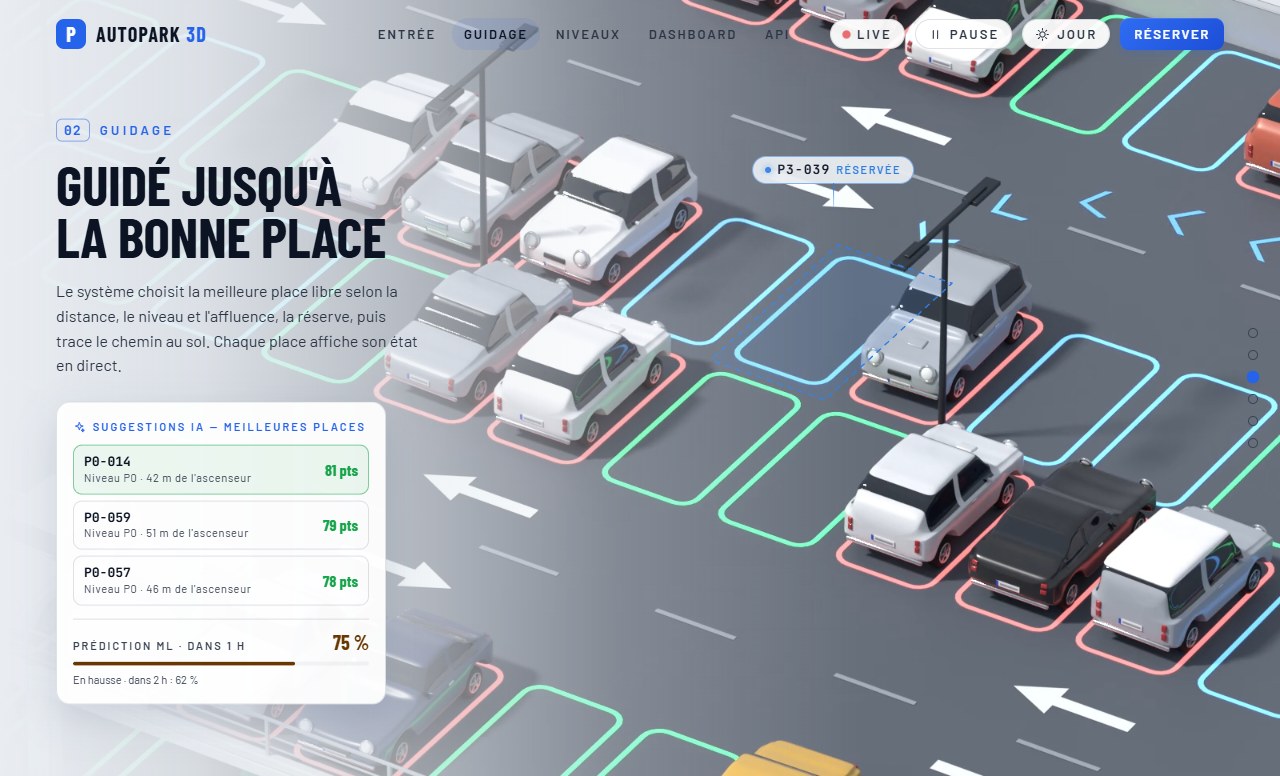 P AUTOPARK 3D
ENTRÉE GUIDAGE NIVEAUX DASHBOARD API LIVE PAUSE JOUR RÉSERVER
02 GUIDAGE
GUIDÉ JUSQU'À
LA BONNE PLACE
P3-039 RÉSERVÉE
Le système choisit la meilleure place libre selon la
distance, le niveau et l'affluence, la réserve, puis
trace le chemin au sol. Chaque place affiche son état
en direct.
SUGGESTIONS IA — MEILLEURES PLACES
P0-014
Niveau P0 · 42 m de l'ascenseur
81 pts
P0-059
Niveau P0 · 51 m de l'ascenseur
79 pts
P0-057
Niveau P0 · 46 m de l'ascenseur
78 pts
PRÉDICTION ML · DANS 1 H 75 %
En hausse · dans 2 h : 62 %